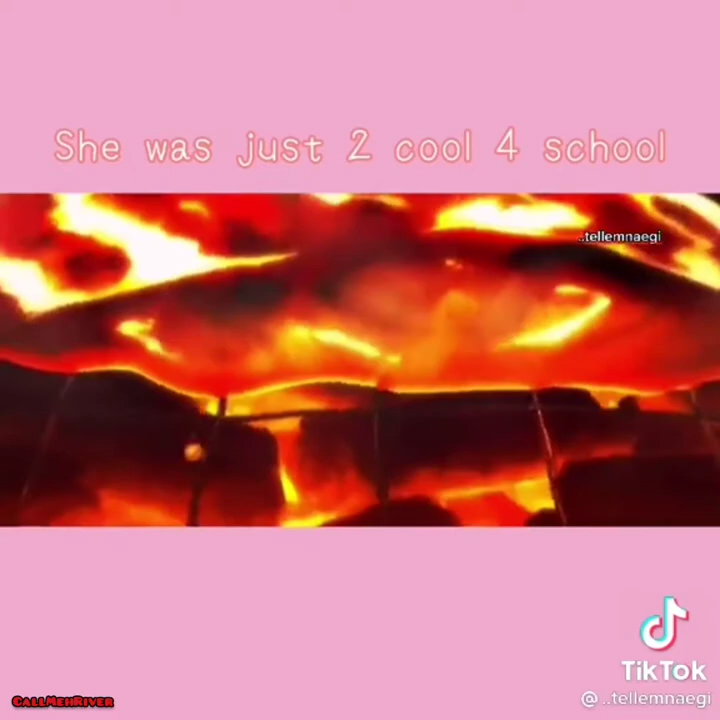 She was just 2 cool 4 school
..tellemnaegi
TikTok
@..tellemnaegi
CallMehRiver